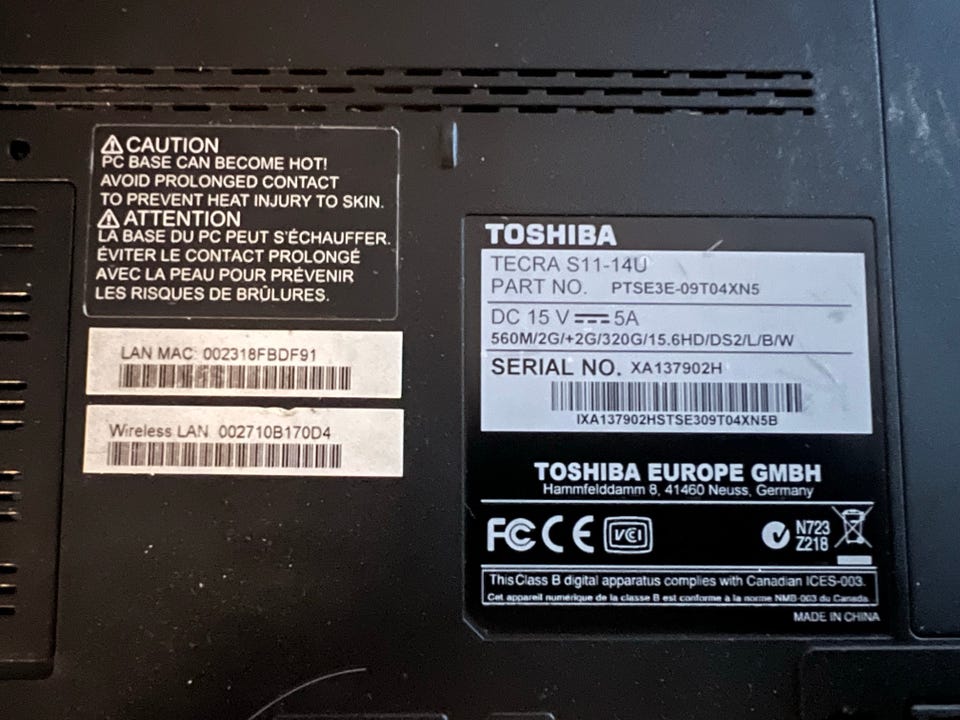 CAUTION
PC BASE CAN BECOME HOT!
AVOID PROLONGED CONTACT
TO PREVENT HEAT INJURY TO SKIN.
ATTENTION
LA BASE DU PC PEUT S'ÉCHAUFFER.
ÉVITER LE CONTACT PROLONGÉ
AVEC LA PEAU POUR PRÉVENIR
LES RISQUES DE BRÛLURES.
LAN MAC: 002318FBDF91
Wireless LAN 002710B170D4
TOSHIBA
TECRA S11-14U
PART NO. PTSE3E-09T04XN5
DC 15 V 5A
560M/2G/+2G/320G/15.6HD/DS2/L/B/W
SERIAL NO. XA137902H
IXA137902HSTSE309T04XN5B
TOSHIBA EUROPE GMBH
Hammfelddamm 8, 41460 Neuss, Germany
FC CE VCI
N723
Z218
This Class B digital apparatus complies with Canadian ICES-003.
Cet appareil numérique de la classe B est conforme à la norme NMB-003 du Canada.
MADE IN CHINA